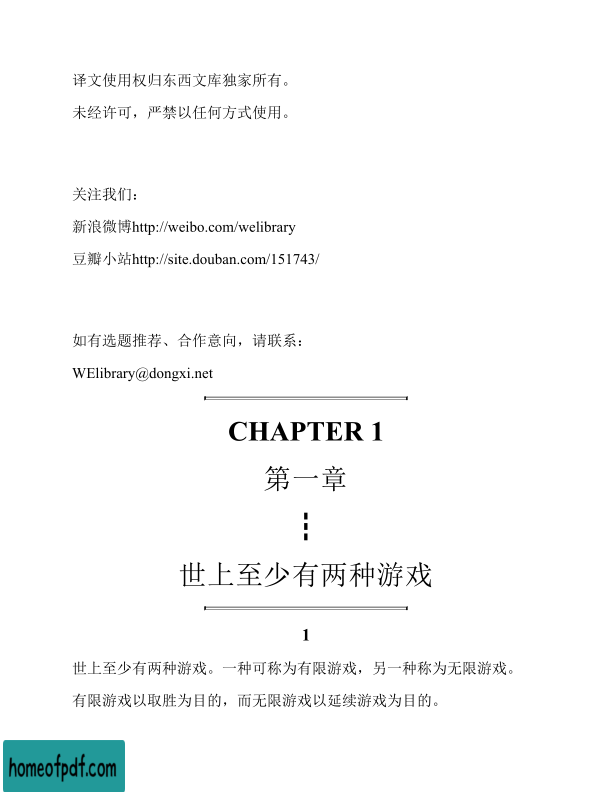 译文使用权归东西文库独家所有。
未经许可，严禁以任何方式使用。
关注我们：
新浪微博http://weibo.com/welibrary
豆瓣小站http://site.douban.com/151743/
如有选题推荐、合作意向，请联系：
WElibrary@dongxi.net
CHAPTER 1
第一章
世上至少有两种游戏
1
世上至少有两种游戏。一种可称为有限游戏，另一种称为无限游戏。
有限游戏以取胜为目的，而无限游戏以延续游戏为目的。
homeofpdf.com